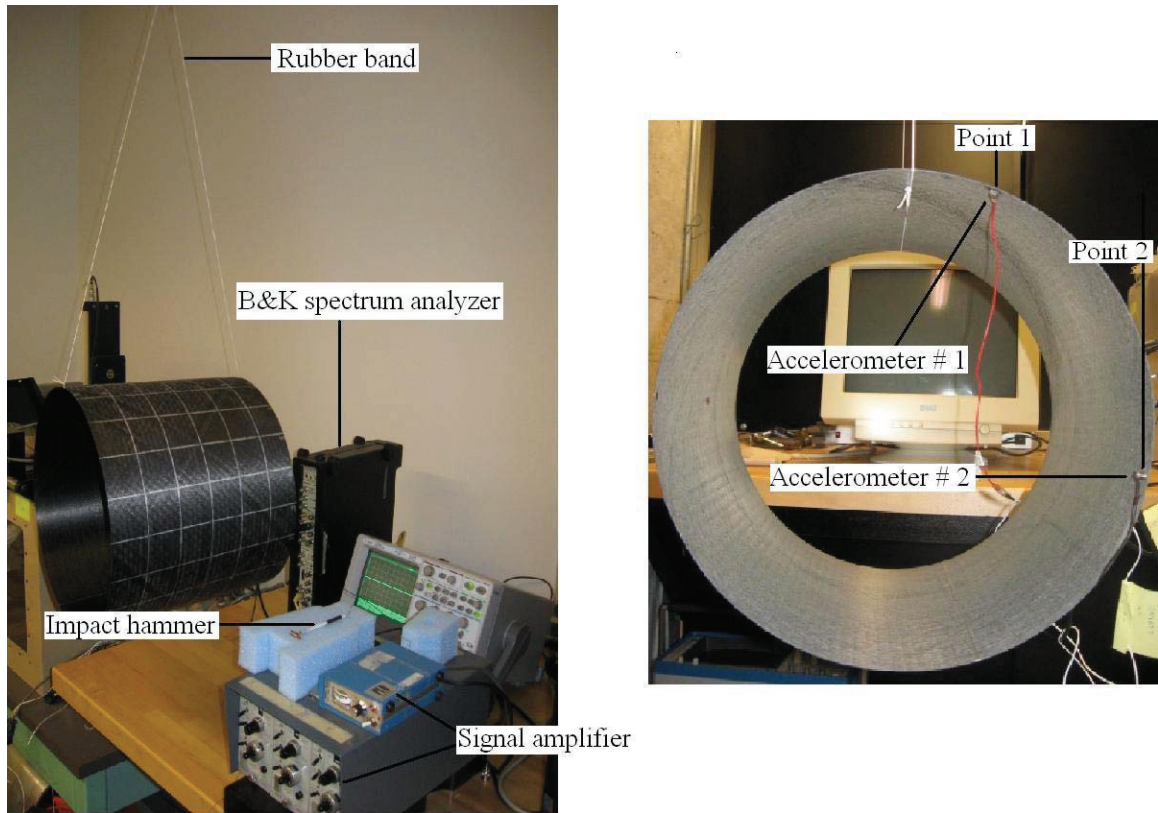 Rubber band
B&K spectrum analyzer
Impact hammer
Signal amplifier
Point 1
Point 2
Accelerometer # 1
Accelerometer # 2